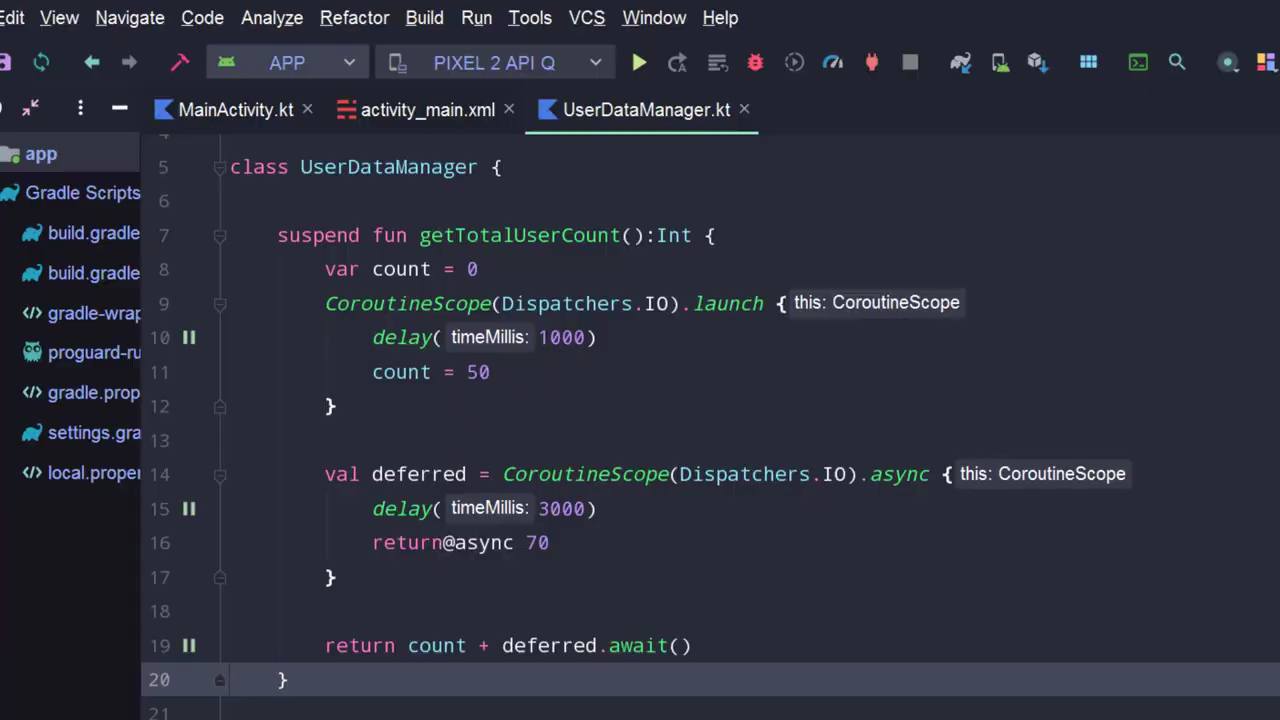 Edit View Navigate Code Analyze Refactor Build Run Tools VCS Window Help
APP PIXEL 2 API Q
MainActivity.kt activity_main.xml UserDataManager.kt
app
Gradle Scripts
build.gradle
build.gradle
gradle-wrap
proguard-ru
gradle.prop
settings.gra
local.proper
4
5 class UserDataManager {
6
7 suspend fun getTotalUserCount():Int {
8 var count = 0
9 CoroutineScope(Dispatchers.IO).launch { this: CoroutineScope
10 delay( timeMillis: 1000)
11 count = 50
12 }
13
14 val deferred = CoroutineScope(Dispatchers.IO).async { this: CoroutineScope
15 delay( timeMillis: 3000)
16 return@async 70
17 }
18
19 return count + deferred.await()
20 }
21